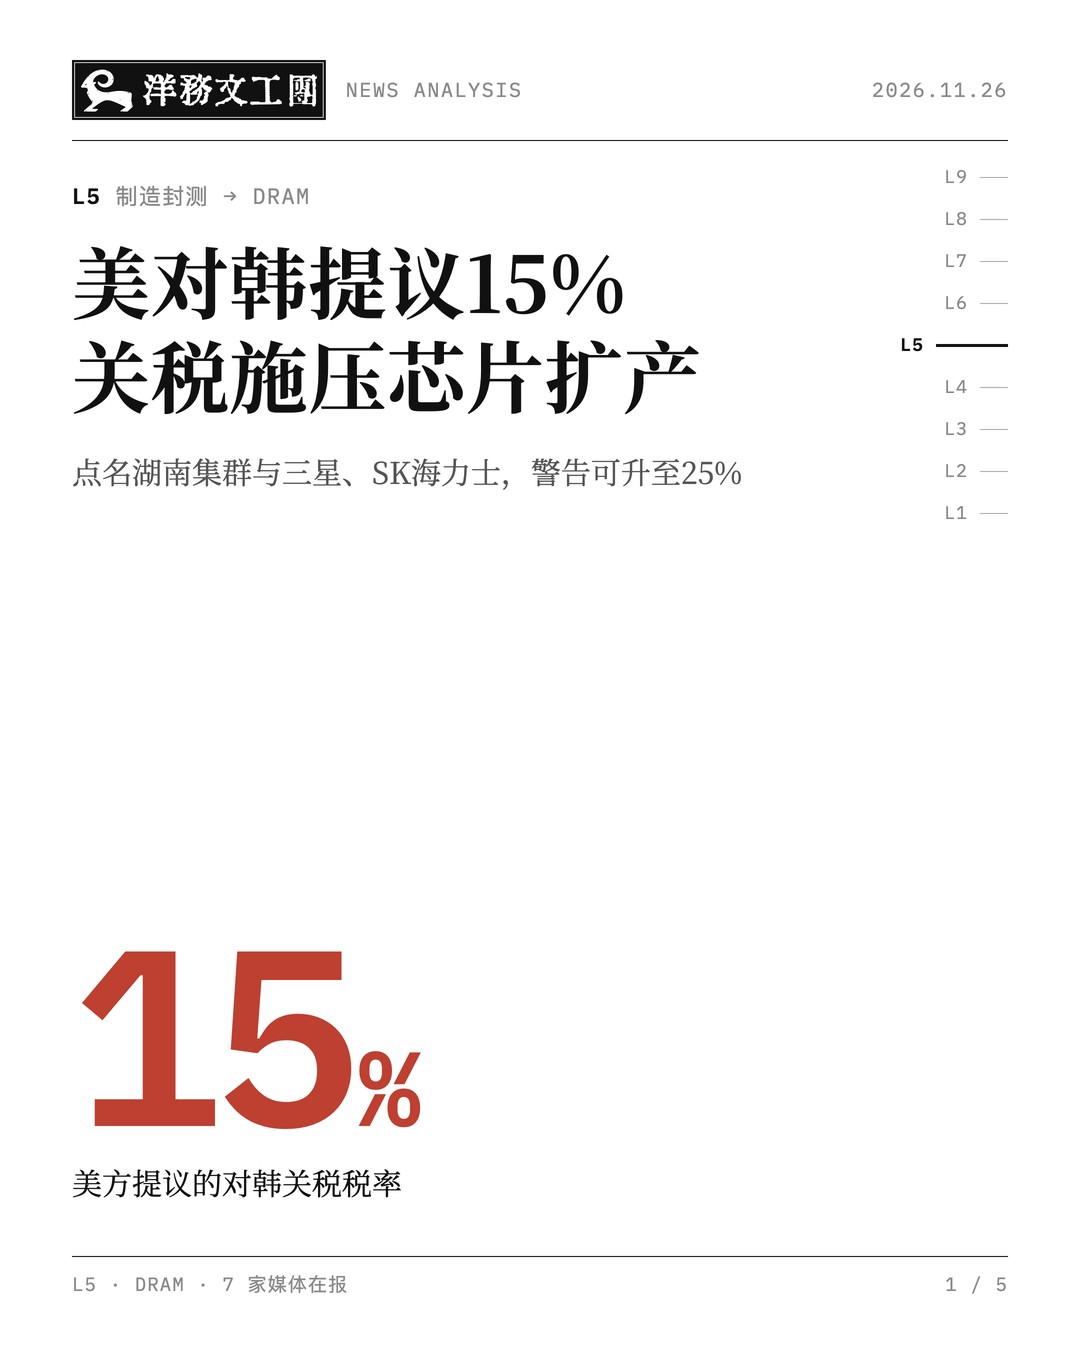 洋務文工團 NEWS ANALYSIS 2026.11.26
L5 制造封测 → DRAM
美对韩提议15%
关税施压芯片扩产
点名湖南集群与三星、SK海力士，警告可升至25%
L9
L8
L7
L6
L5
L4
L3
L2
L1
15%
美方提议的对韩关税税率
L5 · DRAM · 7 家媒体在报 1 / 5